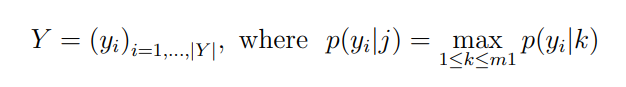 Y = (y_i)_{i=1,...,|Y|}, where p(y_i|j) = max_{1≤k≤m1} p(y_i|k)